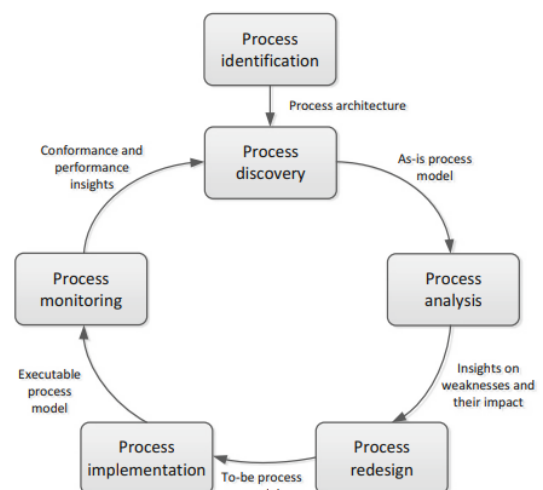 Process
identification
Process architecture
Process
discovery
Conformance and
performance
insights
As-is process
model
Process
monitoring
Process
analysis
Executable
process
model
Insights on
weaknesses and
their impact
Process
implementation
Process
redesign
To-be process